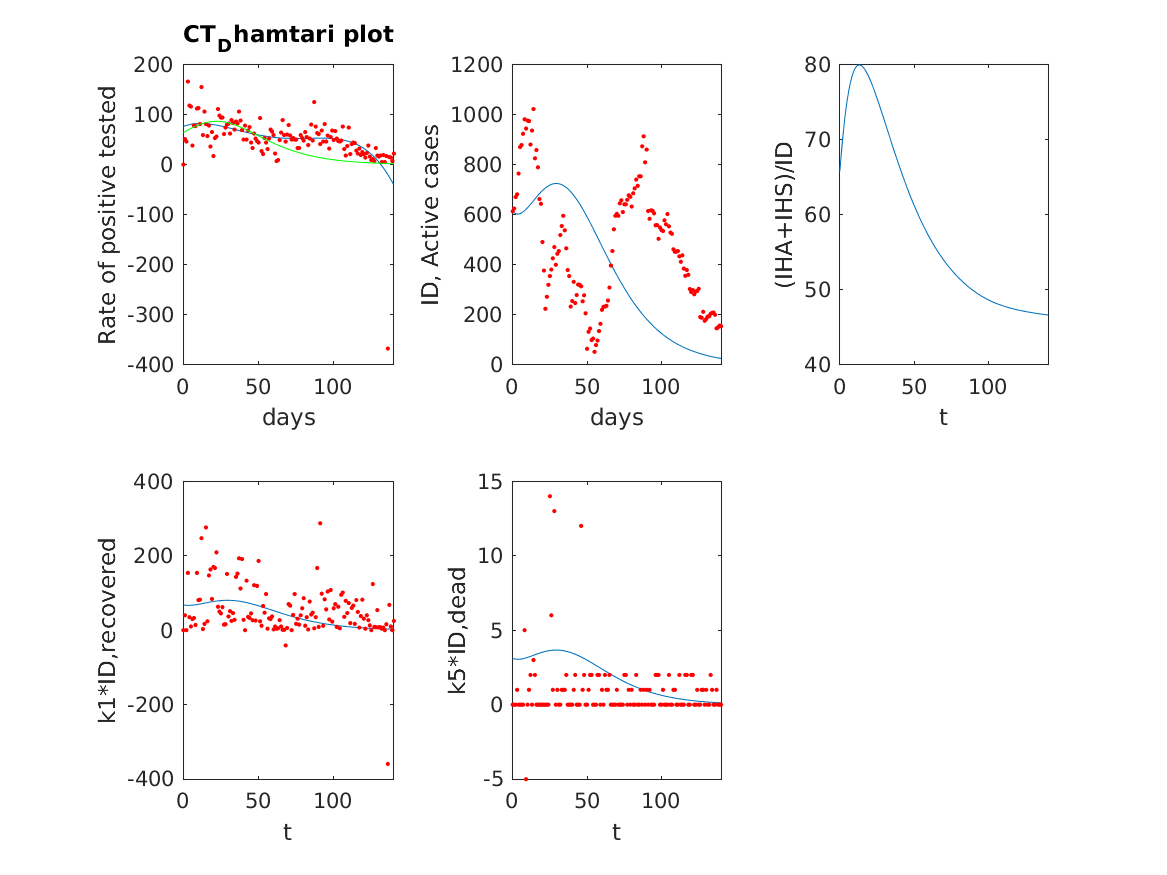 CT_Dhamtari plot
200
100
0
-100
-200
-300
-400
0 50 100
days
Rate of positive tested
1200
1000
800
600
400
200
0
0 50 100
days
ID, Active cases
80
70
60
50
40
0 50 100
t
(IHA+IHS)/ID
400
200
0
-200
-400
0 50 100
t
k1*ID,recovered
15
10
5
0
-5
0 50 100
t
k5*ID,dead